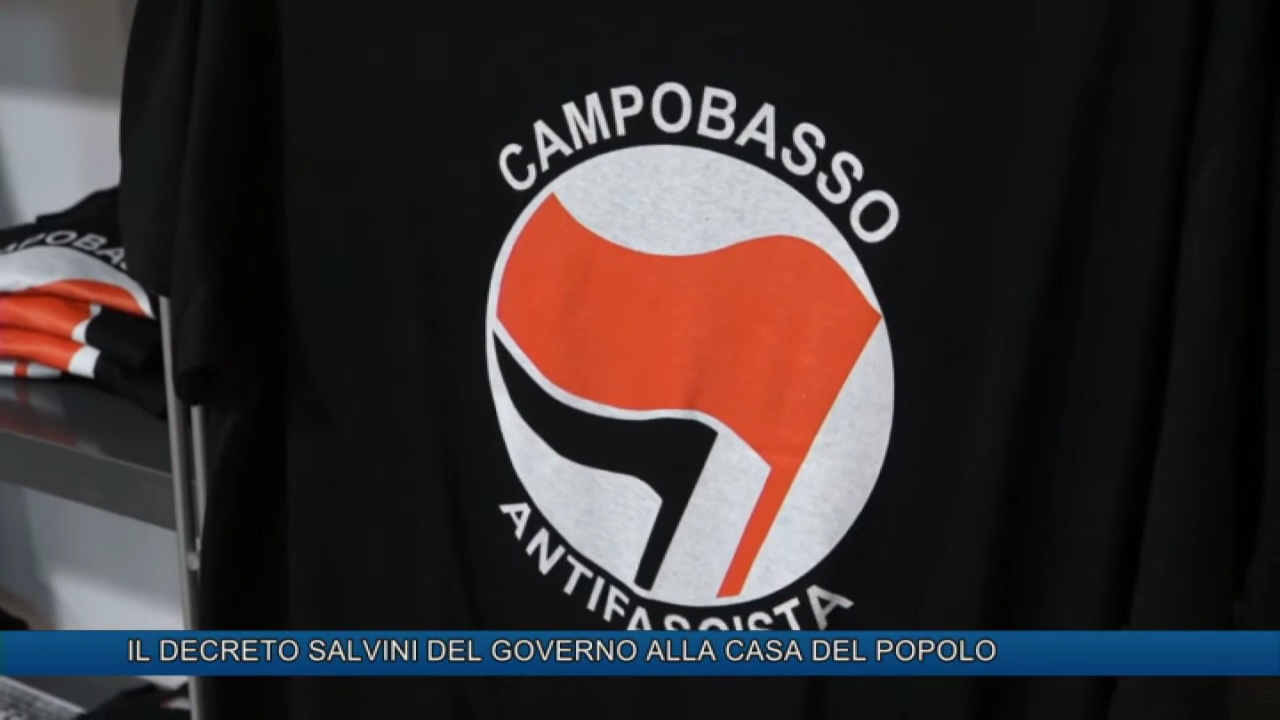 CAMPOBASSO
ANTIFASCISTA
IL DECRETO SALVINI DEL GOVERNO ALLA CASA DEL POPOLO